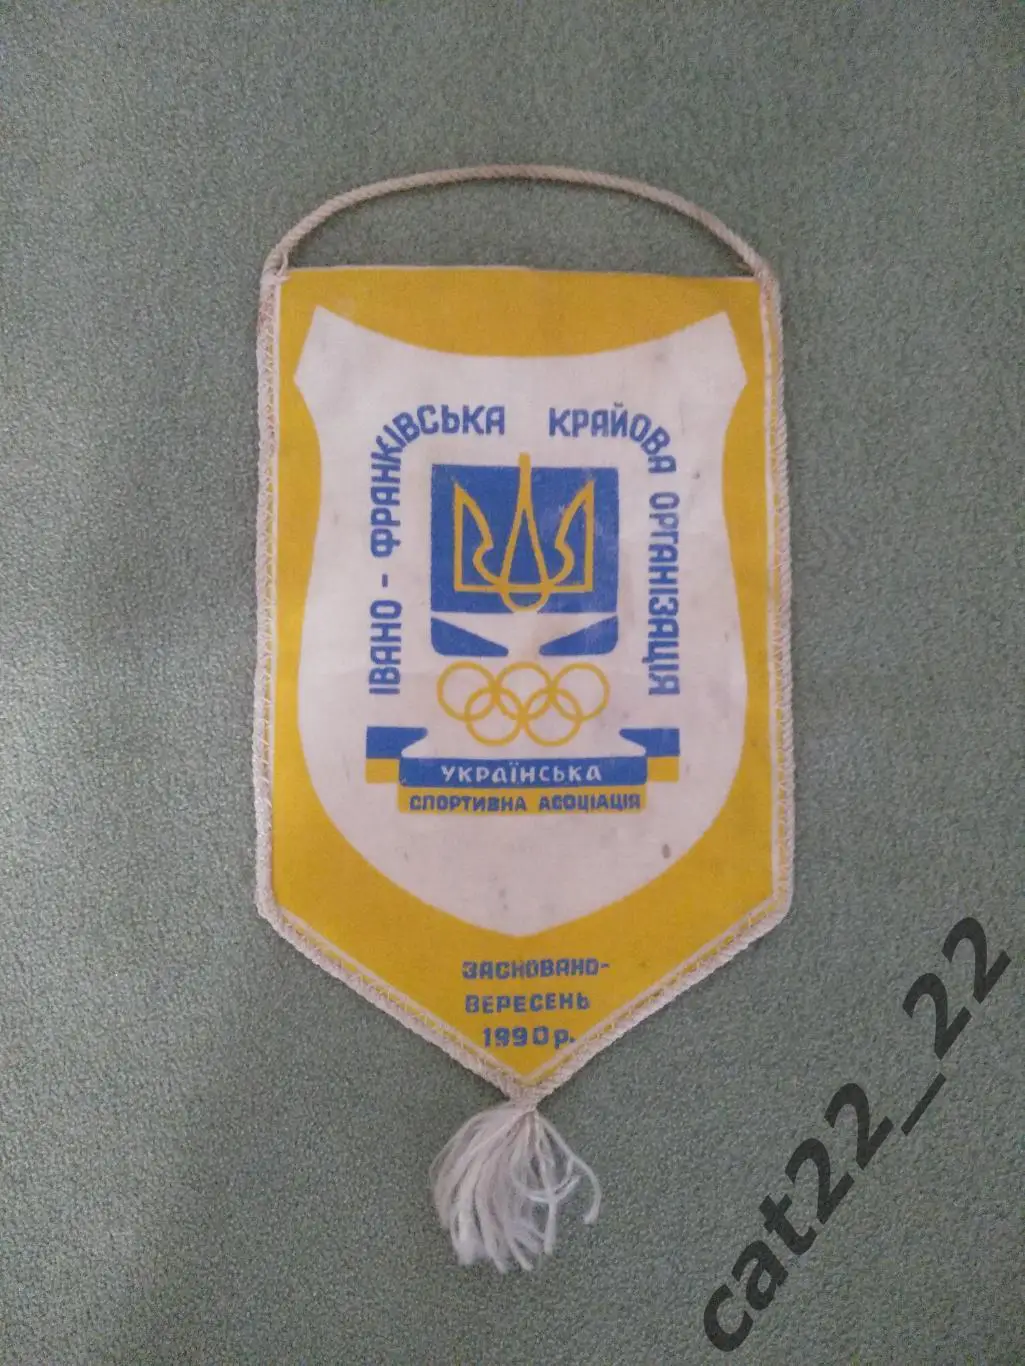 ІВАНО - ФРАНКІВСЬКА КРАЙОВА ОРГАНІЗАЦІЯ
УКРАЇНСЬКА
СПОРТИВНА АСОЦІАЦІЯ
ЗАСНОВАНО-
ВЕРЕСЕНЬ
1990 р.
cat22_22